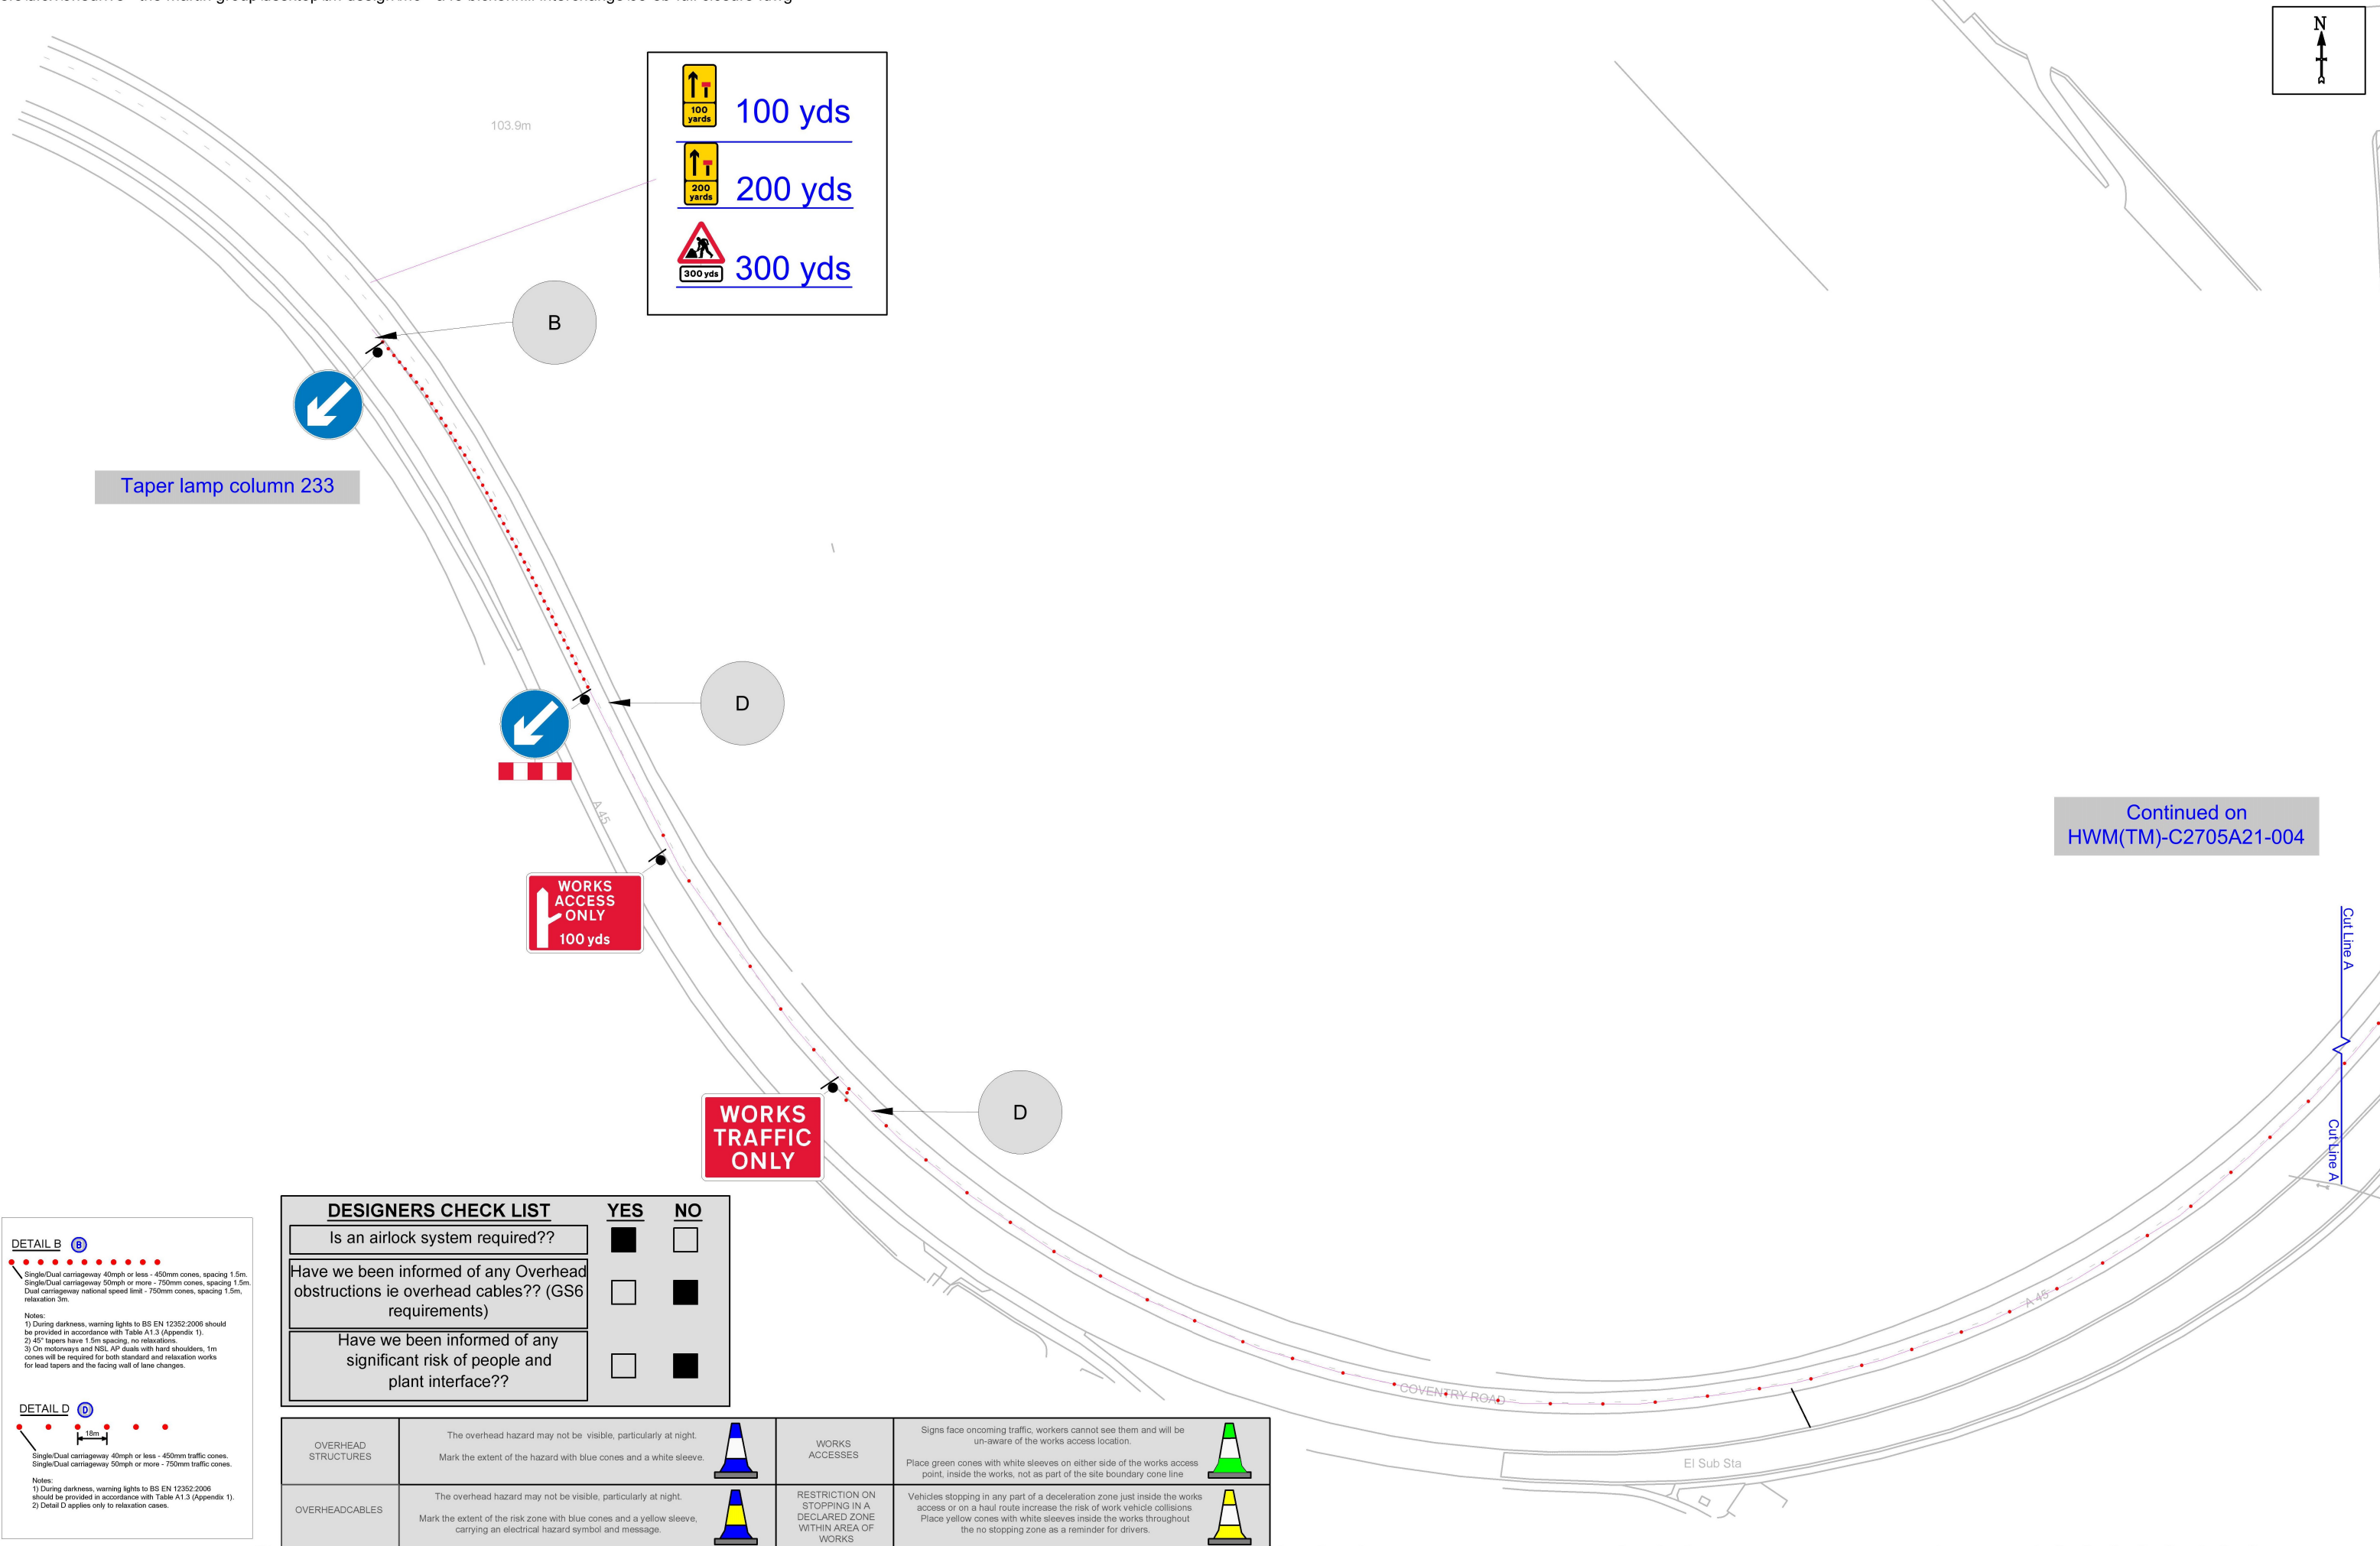 N
103.9m
100
yards
100 yds
200
yards
200 yds
300 yds
300 yds
B
Taper lamp column 233
D
A 45
WORKS
ACCESS
ONLY
100 yds
Continued on
HWM(TM)-C2705A21-004
Cut Line A
Cut Line A
D
WORKS
TRAFFIC
ONLY
A 45
COVENTRY ROAD
El Sub Sta
DESIGNERS CHECK LIST YES NO
Is an airlock system required??
Have we been informed of any Overhead
obstructions ie overhead cables?? (GS6
requirements)
Have we been informed of any
significant risk of people and
plant interface??
DETAIL B B
Single/Dual carriageway 40mph or less - 450mm cones, spacing 1.5m.
Single/Dual carriageway 50mph or more - 750mm cones, spacing 1.5m.
Dual carriageway national speed limit - 750mm cones, spacing 1.5m,
relaxation 3m.
Notes:
1) During darkness, warning lights to BS EN 12352:2006 should
be provided in accordance with Table A1.3 (Appendix 1).
2) 45° tapers have 1.5m spacing, no relaxations.
3) On motorways and NSL AP duals with hard shoulders, 1m
cones will be required for both standard and relaxation works
for lead tapers and the facing wall of lane changes.
DETAIL D D
18m
Single/Dual carriageway 40mph or less - 450mm traffic cones.
Single/Dual carriageway 50mph or more - 750mm traffic cones.
Notes:
1) During darkness, warning lights to BS EN 12352:2006
should be provided in accordance with Table A1.3 (Appendix 1).
2) Detail D applies only to relaxation cases.
OVERHEAD
STRUCTURES
The overhead hazard may not be visible, particularly at night.
Mark the extent of the hazard with blue cones and a white sleeve.
WORKS
ACCESSES
Signs face oncoming traffic, workers cannot see them and will be
un-aware of the works access location.
Place green cones with white sleeves on either side of the works access
point, inside the works, not as part of the site boundary cone line
OVERHEADCABLES
The overhead hazard may not be visible, particularly at night.
Mark the extent of the risk zone with blue cones and a yellow sleeve,
carrying an electrical hazard symbol and message.
RESTRICTION ON
STOPPING IN A
DECLARED ZONE
WITHIN AREA OF
WORKS
Vehicles stopping in any part of a deceleration zone just inside the works
access or on a haul route increase the risk of work vehicle collisions
Place yellow cones with white sleeves inside the works throughout
the no stopping zone as a reminder for drivers.